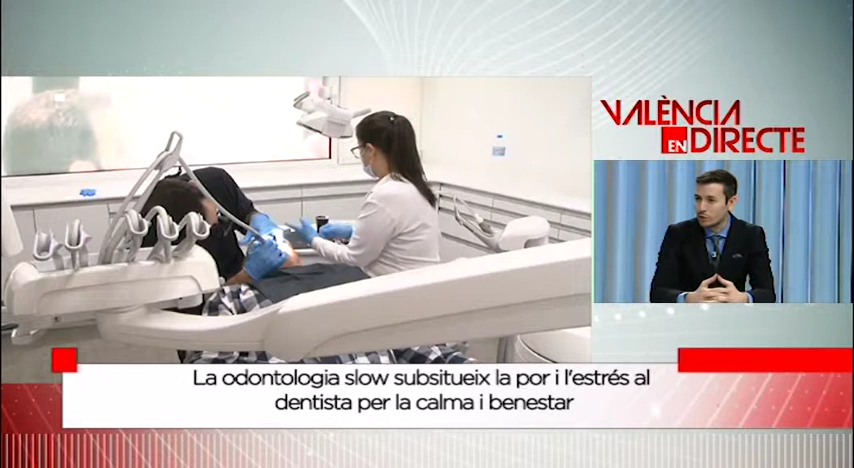 VALÈNCIA
EN DIRECTE
La odontologia slow subsitueix la por i l'estrés al
dentista per la calma i benestar